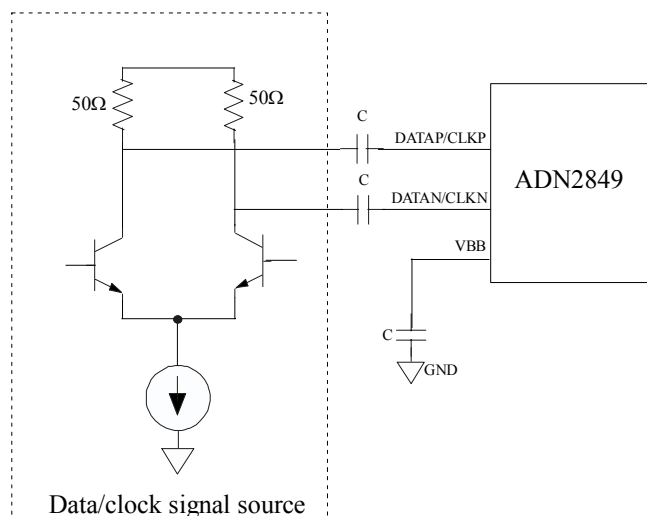 50Ω
50Ω
C
DATAP/CLKP
ADN2849
C
DATAN/CLKN
VBB
C
GND
Data/clock signal source